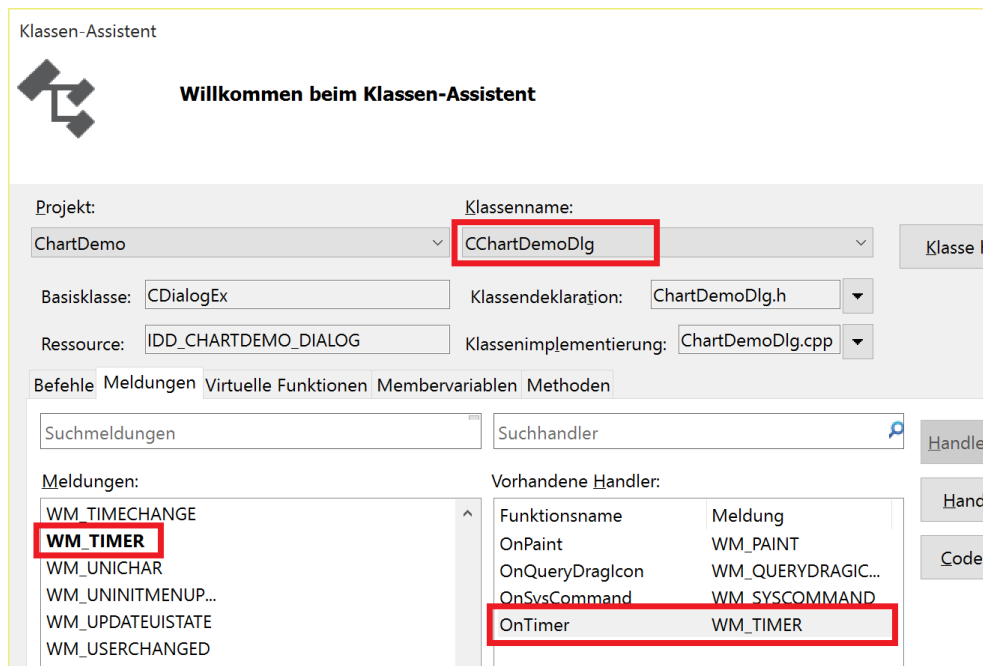 Klassen-Assistent
Willkommen beim Klassen-Assistent
Projekt: Klassenname:
ChartDemo CChartDemoDlg Klasse
Basisklasse: CDialogEx Klassendeklaration: ChartDemoDlg.h
Ressource: IDD_CHARTDEMO_DIALOG Klassenimplementierung: ChartDemoDlg.cpp
Befehle Meldungen Virtuelle Funktionen Membervariablen Methoden
Suchmeldungen Suchhandler Handle
Meldungen: Vorhandene Handler:
WM_TIMECHANGE Funktionsname Meldung Hand
WM_TIMER OnPaint WM_PAINT
WM_UNICHAR OnQueryDragIcon WM_QUERYDRAGIC... Code
WM_UNINITMENUP... OnSysCommand WM_SYSCOMMAND
WM_UPDATEUISTATE OnTimer WM_TIMER
WM_USERCHANGED